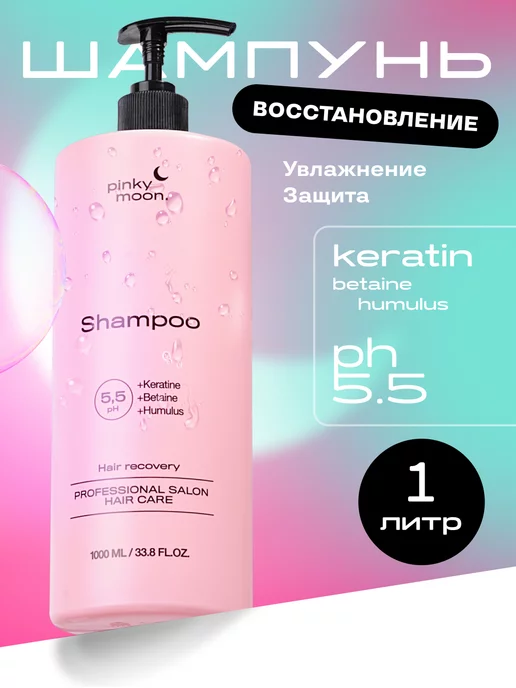 ШАМПУНЬ
ВОССТАНОВЛЕНИЕ
Увлажнение
Защита
keratin
betaine
humulus
ph
5.5
1
литр
pinky
moon.
Shampoo
5,5
pH
+Keratine
+Betaine
+Humulus
Hair recovery
PROFESSIONAL SALON
HAIR CARE
1000 ML / 33.8 FL.OZ.